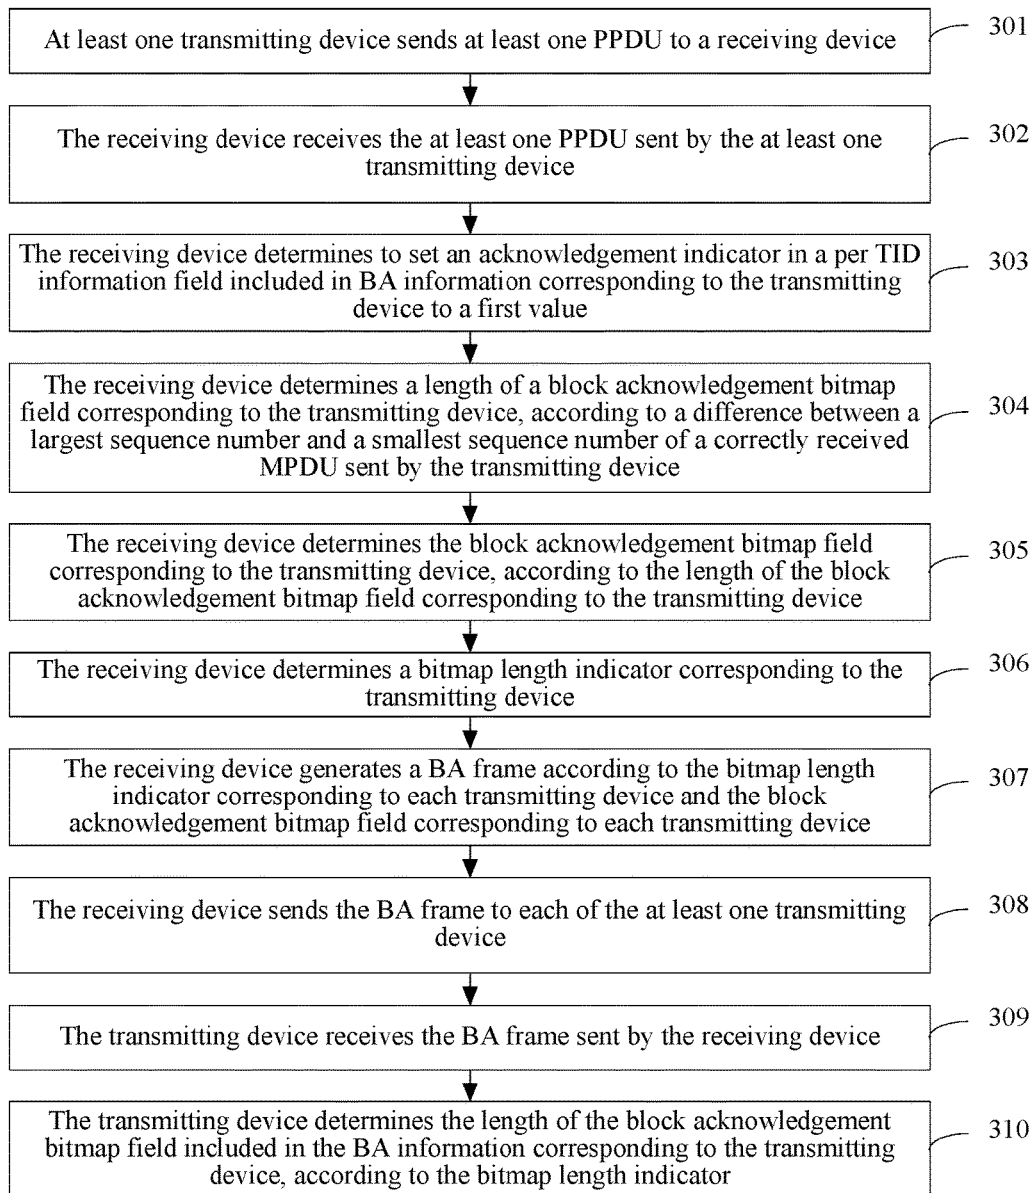 At least one transmitting device sends at least one PPDU to a receiving device
301
The receiving device receives the at least one PPDU sent by the at least one
transmitting device
302
The receiving device determines to set an acknowledgement indicator in a per TID
information field included in BA information corresponding to the transmitting
device to a first value
303
The receiving device determines a length of a block acknowledgement bitmap
field corresponding to the transmitting device, according to a difference between a
largest sequence number and a smallest sequence number of a correctly received
MPDU sent by the transmitting device
304
The receiving device determines the block acknowledgement bitmap field
corresponding to the transmitting device, according to the length of the block
acknowledgement bitmap field corresponding to the transmitting device
305
The receiving device determines a bitmap length indicator corresponding to the
transmitting device
306
The receiving device generates a BA frame according to the bitmap length
indicator corresponding to each transmitting device and the block
acknowledgement bitmap field corresponding to each transmitting device
307
The receiving device sends the BA frame to each of the at least one transmitting
device
308
The transmitting device receives the BA frame sent by the receiving device
309
The transmitting device determines the length of the block acknowledgement
bitmap field included in the BA information corresponding to the transmitting
device, according to the bitmap length indicator
310